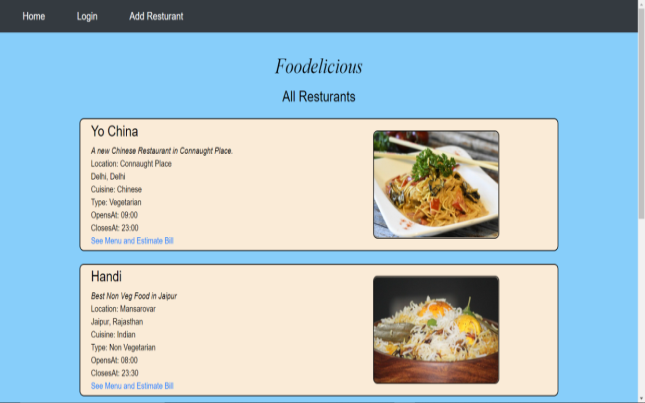 Home Login Add Resturant
Foodelicious
All Resturants
Yo China
A new Chinese Restaurant in Connaught Place.
Location: Connaught Place
Delhi, Delhi
Cuisine: Chinese
Type: Vegetarian
OpensAt: 09:00
ClosesAt: 23:00
See Menu and Estimate Bill
Handi
Best Non Veg Food in Jaipur
Location: Mansarovar
Jaipur, Rajasthan
Cuisine: Indian
Type: Non Vegetarian
OpensAt: 08:00
ClosesAt: 23:30
See Menu and Estimate Bill